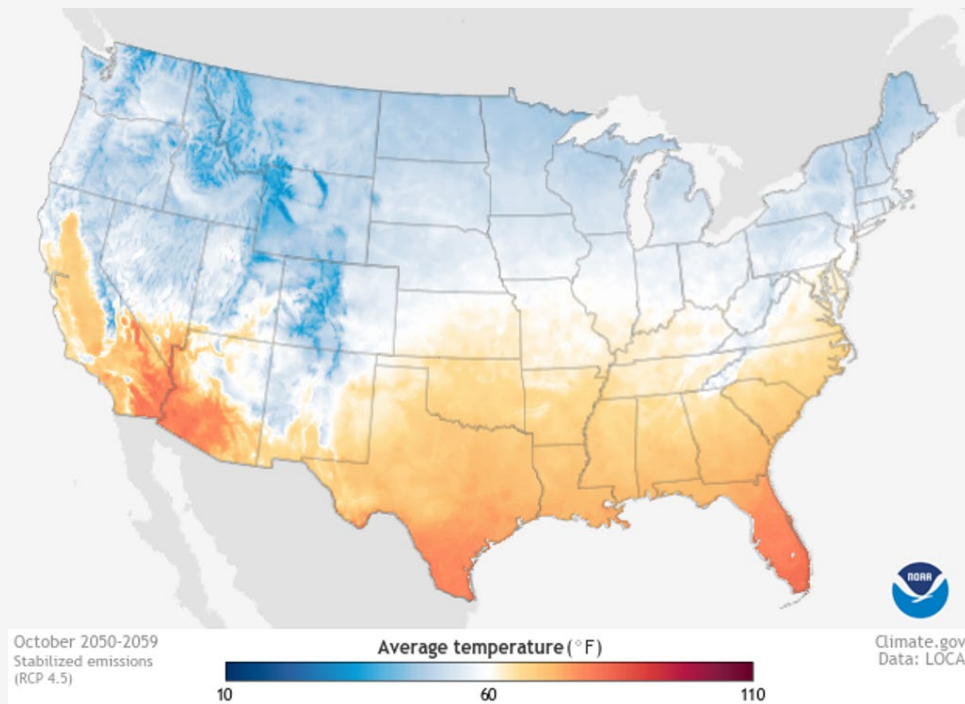 NOAA
October 2050-2059
Stabilized emissions
(RCP 4.5)
Average temperature (°F)
10 60 110
Climate.gov
Data: LOCA